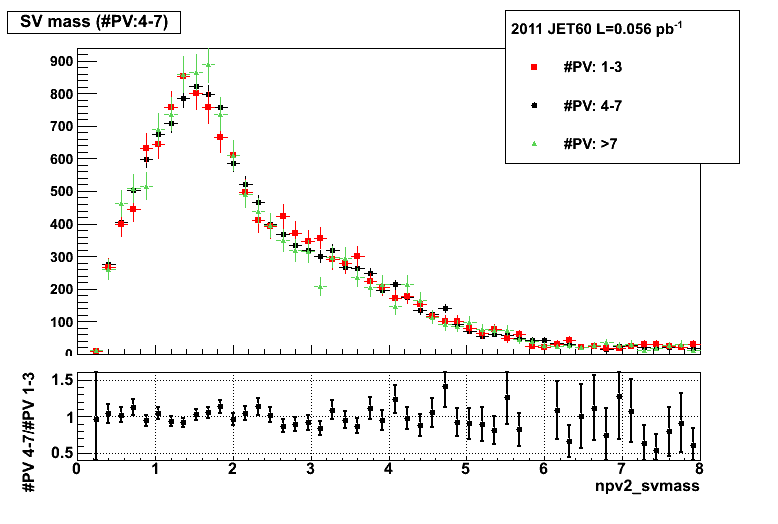 SV mass (#PV:4-7)
2011 JET60 L=0.056 pb⁻¹
#PV: 1-3
#PV: 4-7
#PV: >7
900
800
700
600
500
400
300
200
100
0
#PV 4-7/#PV 1-3
1.5
1
0.5
0 1 2 3 4 5 6 7 8
npv2_svmass